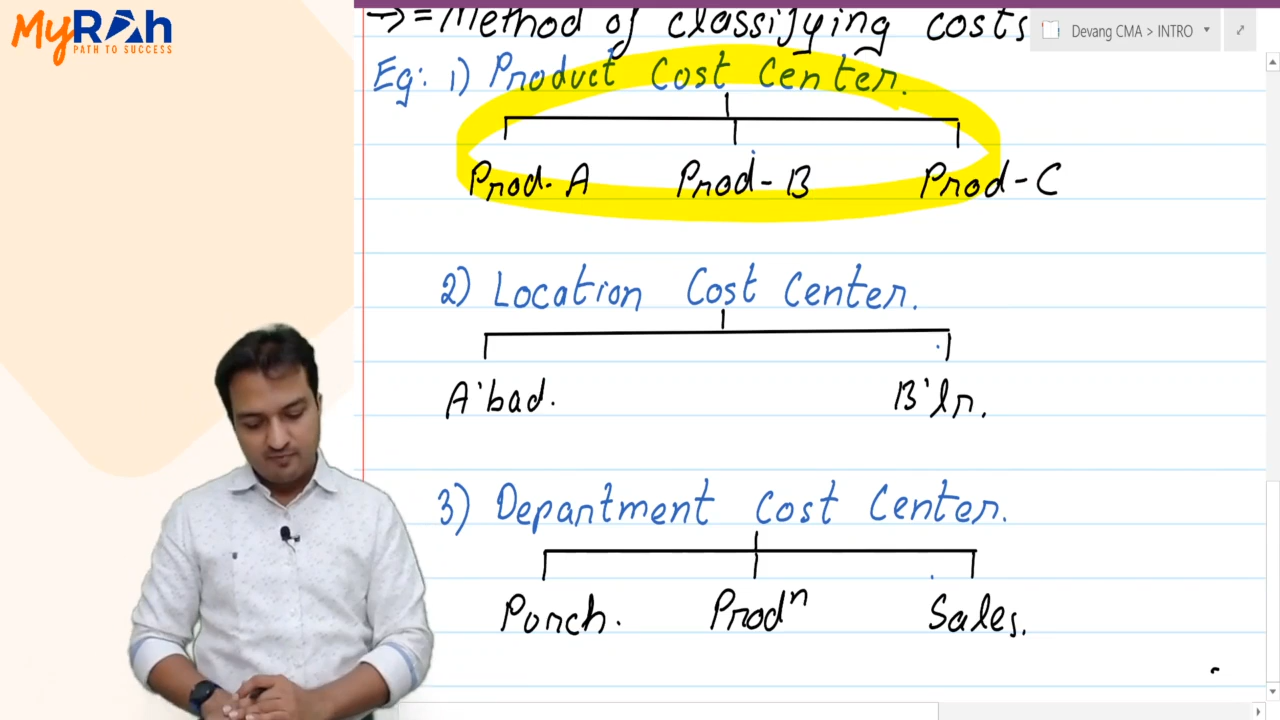 MyRAh
PATH TO SUCCESS
→ = Method of classifying costs
Devang CMA > INTRO
Eg: 1) Product Cost Center.
Prod-A Prod-B Prod-C
2) Location Cost Center.
A'bad. B'lr.
3) Department Cost Center.
Purch. Prodⁿ Sales.